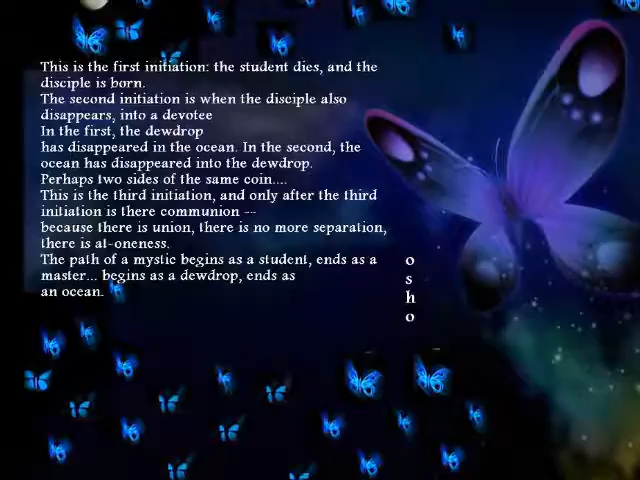 This is the first initiation: the student dies, and the
disciple is born.
The second initiation is when the disciple also
disappears, into a devotee
In the first, the dewdrop
has disappeared in the ocean. In the second, the
ocean has disappeared into the dewdrop.
Perhaps two sides of the same coin....
This is the third initiation, and only after the third
initiation is there communion --
because there is union, there is no more separation,
there is at-oneness.
The path of a mystic begins as a student, ends as a
master... begins as a dewdrop, ends as
an ocean.
o
s
h
o